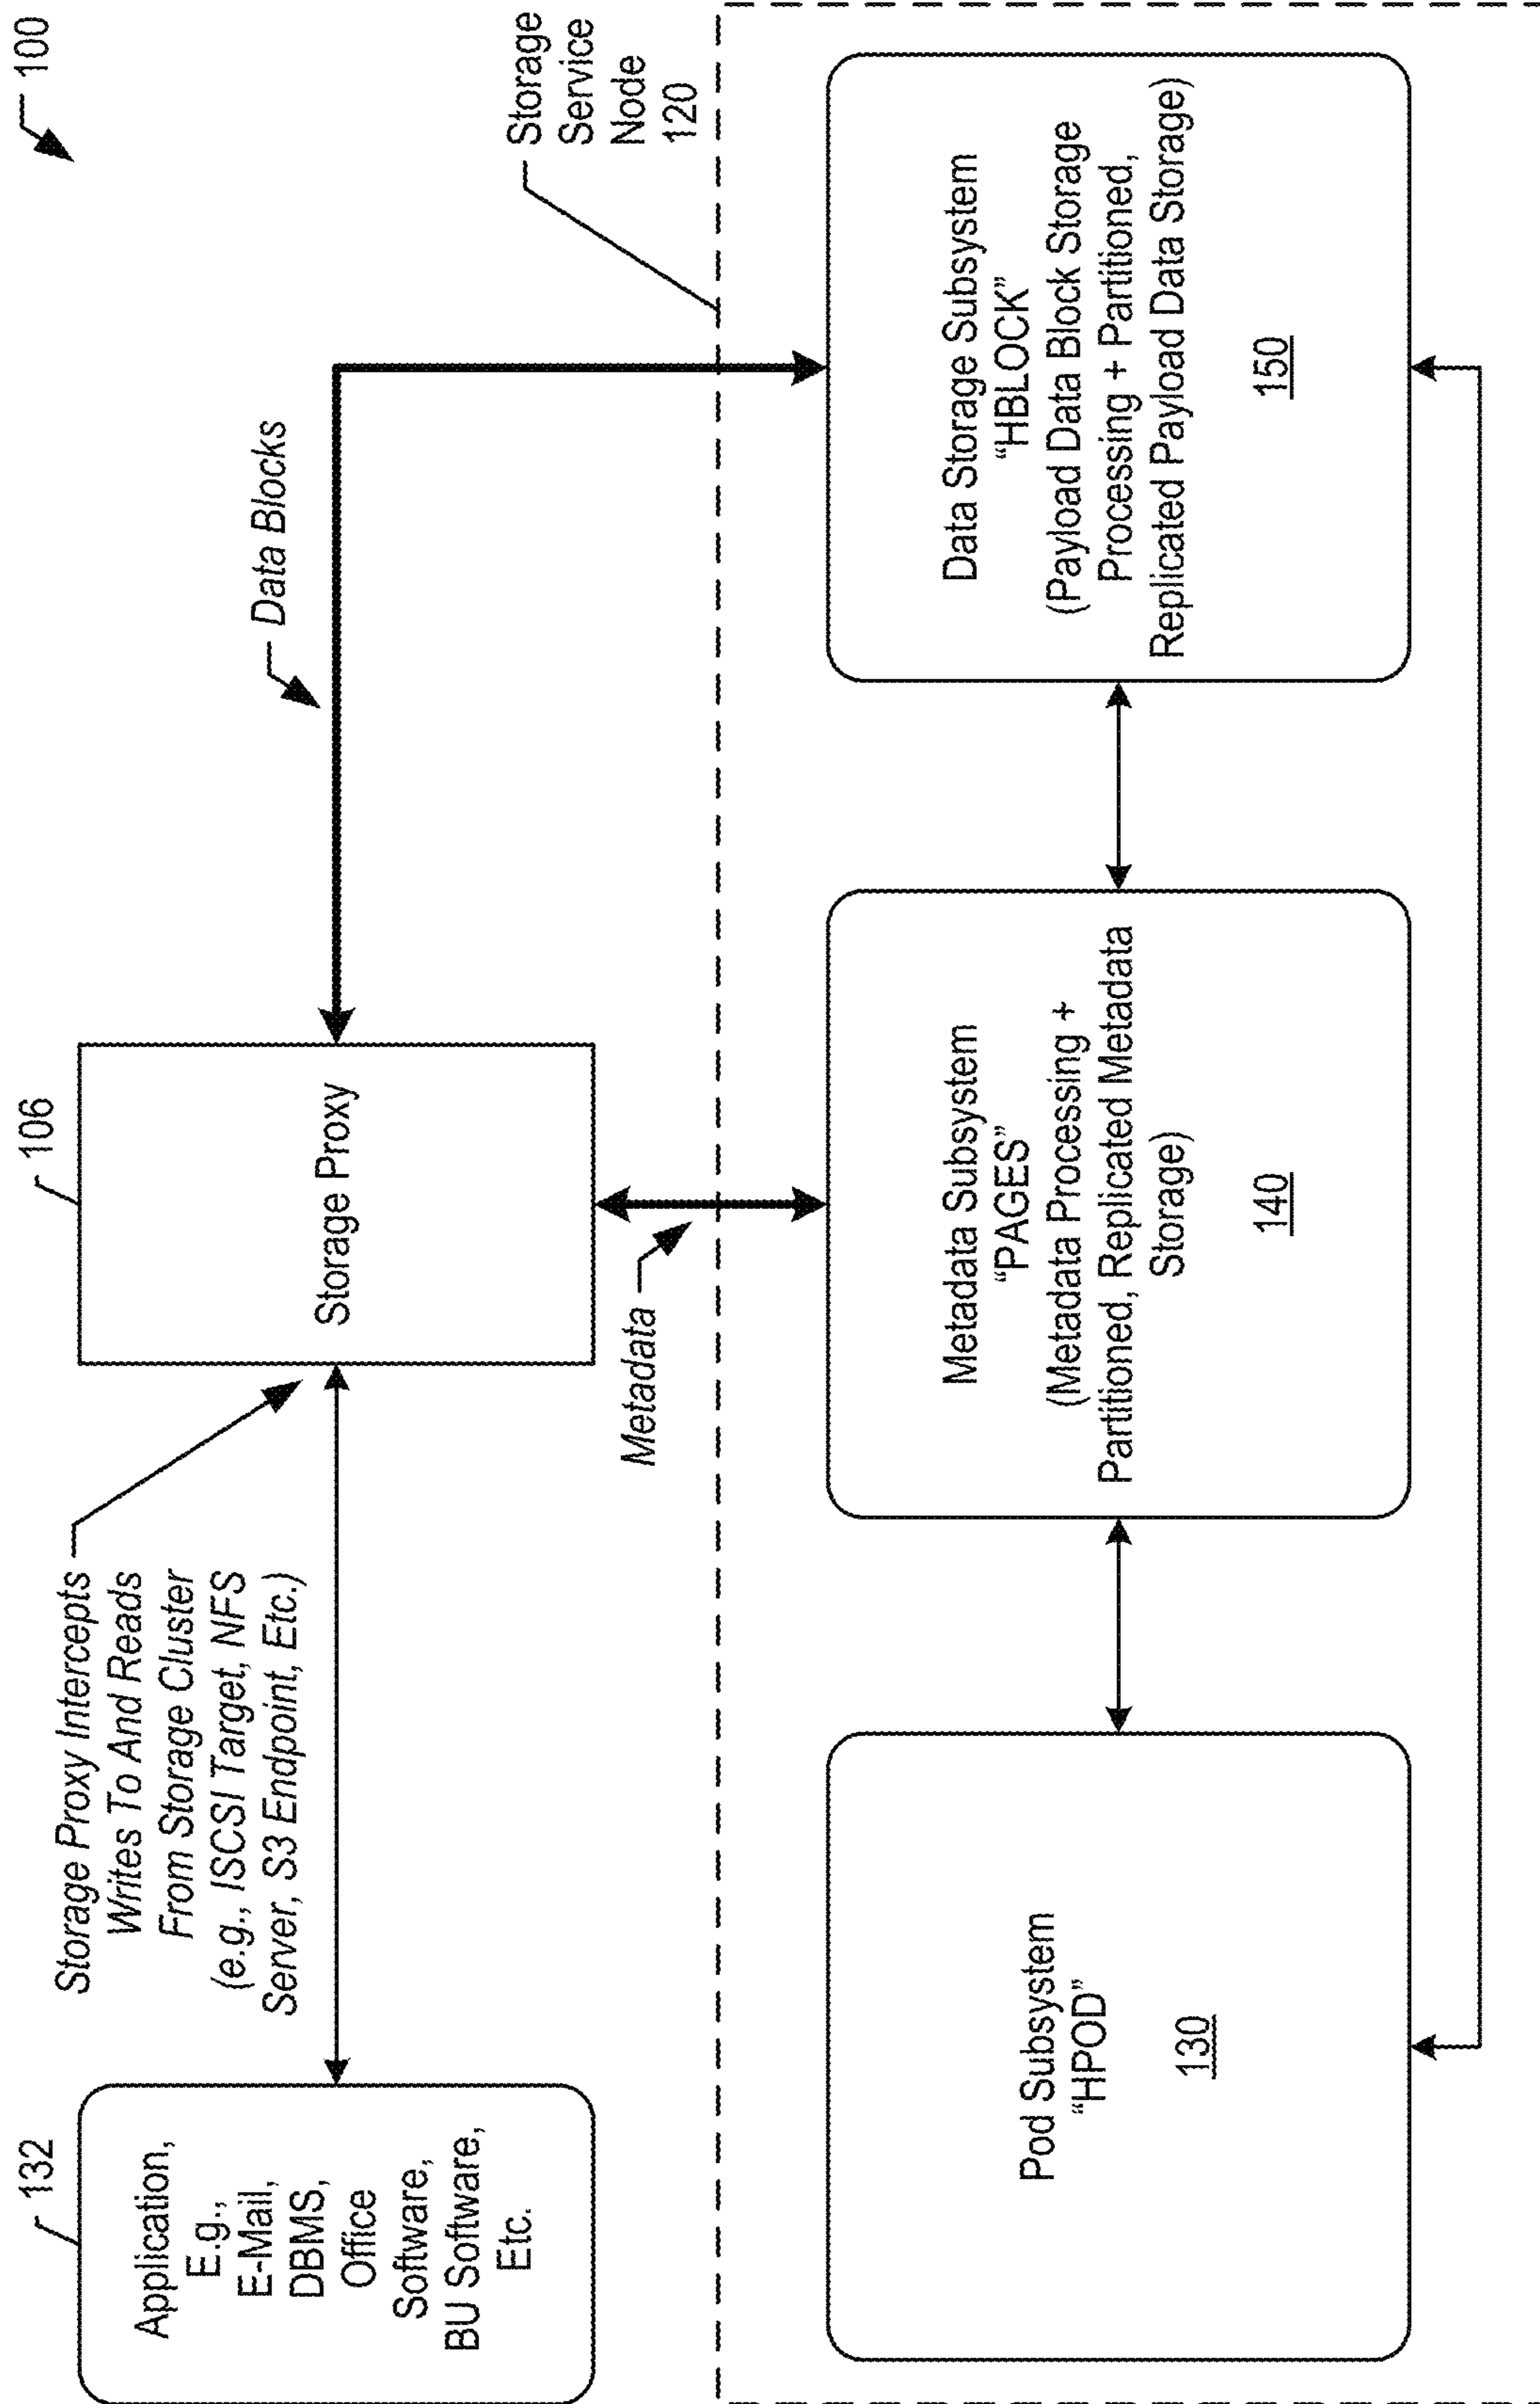 100
132
Application,
E.g.,
E-Mail,
DBMS,
Office
Software,
BU Software,
Etc.
Storage Proxy Intercepts
Writes To And Reads
From Storage Cluster
(e.g., ISCSI Target, NFS
Server, S3 Endpoint, Etc.)
106
Storage Proxy
Data Blocks
Metadata
Storage
Service
Node
120
Pod Subsystem
“HPOD”
130
Metadata Subsystem
“PAGES”
(Metadata Processing +
Partitioned, Replicated Metadata
Storage)
140
Data Storage Subsystem
“HBLOCK”
(Payload Data Block Storage
Processing + Partitioned,
Replicated Payload Data Storage)
150